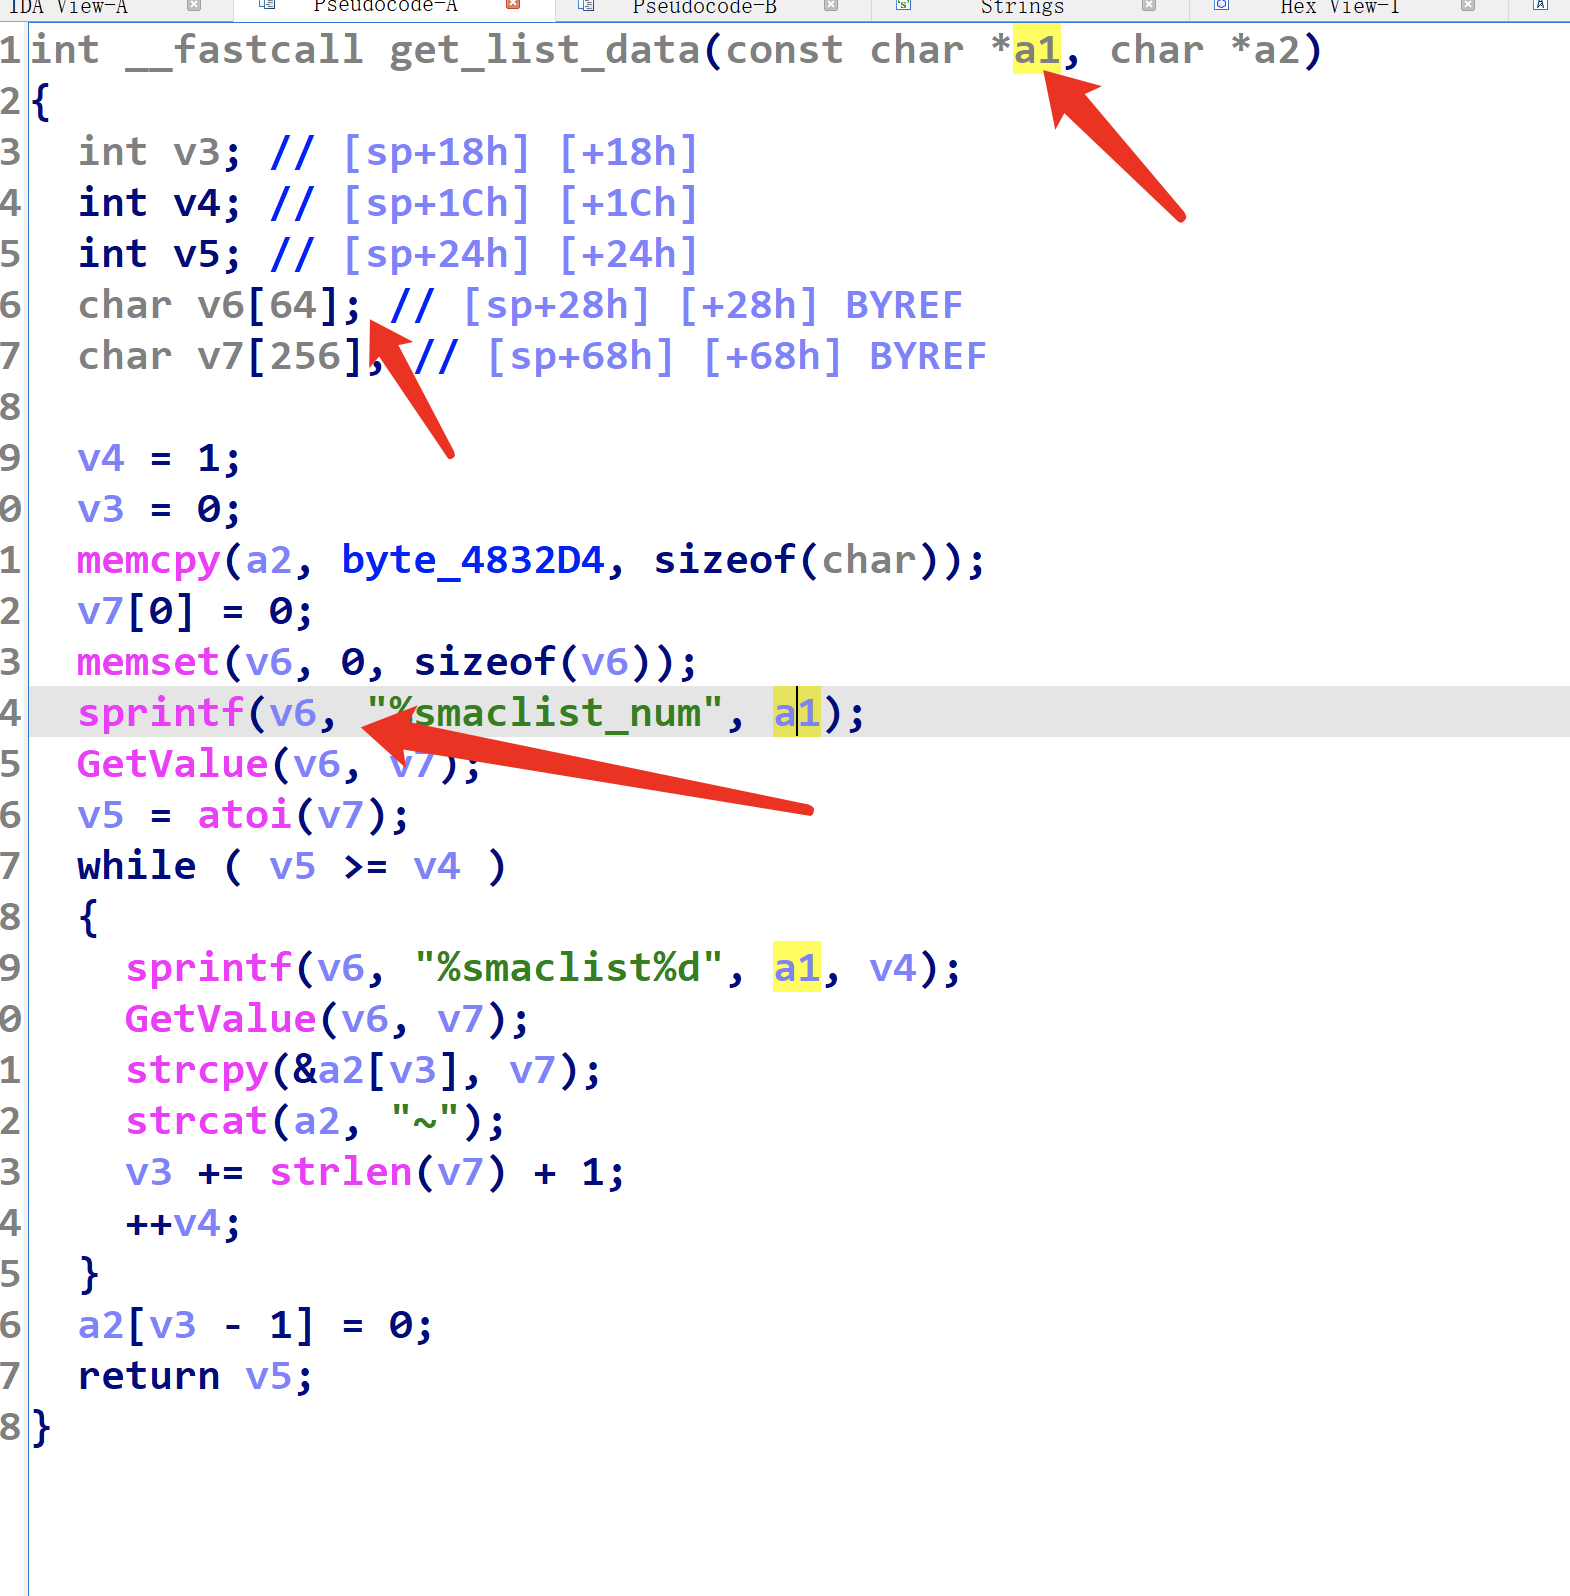 IDA View-A Pseudocode-A Pseudocode-B Strings Hex View-1
1 int __fastcall get_list_data(const char *a1, char *a2)
2 {
3 int v3; // [sp+18h] [+18h]
4 int v4; // [sp+1Ch] [+1Ch]
5 int v5; // [sp+24h] [+24h]
6 char v6[64]; // [sp+28h] [+28h] BYREF
7 char v7[256]; // [sp+68h] [+68h] BYREF
8
9 v4 = 1;
0 v3 = 0;
1 memcpy(a2, byte_4832D4, sizeof(char));
2 v7[0] = 0;
3 memset(v6, 0, sizeof(v6));
4 sprintf(v6, "%smaclist_num", a1);
5 GetValue(v6, v7);
6 v5 = atoi(v7);
7 while ( v5 >= v4 )
8 {
9 sprintf(v6, "%smaclist%d", a1, v4);
0 GetValue(v6, v7);
1 strcpy(&a2[v3], v7);
2 strcat(a2, "~");
3 v3 += strlen(v7) + 1;
4 ++v4;
5 }
6 a2[v3 - 1] = 0;
7 return v5;
8 }